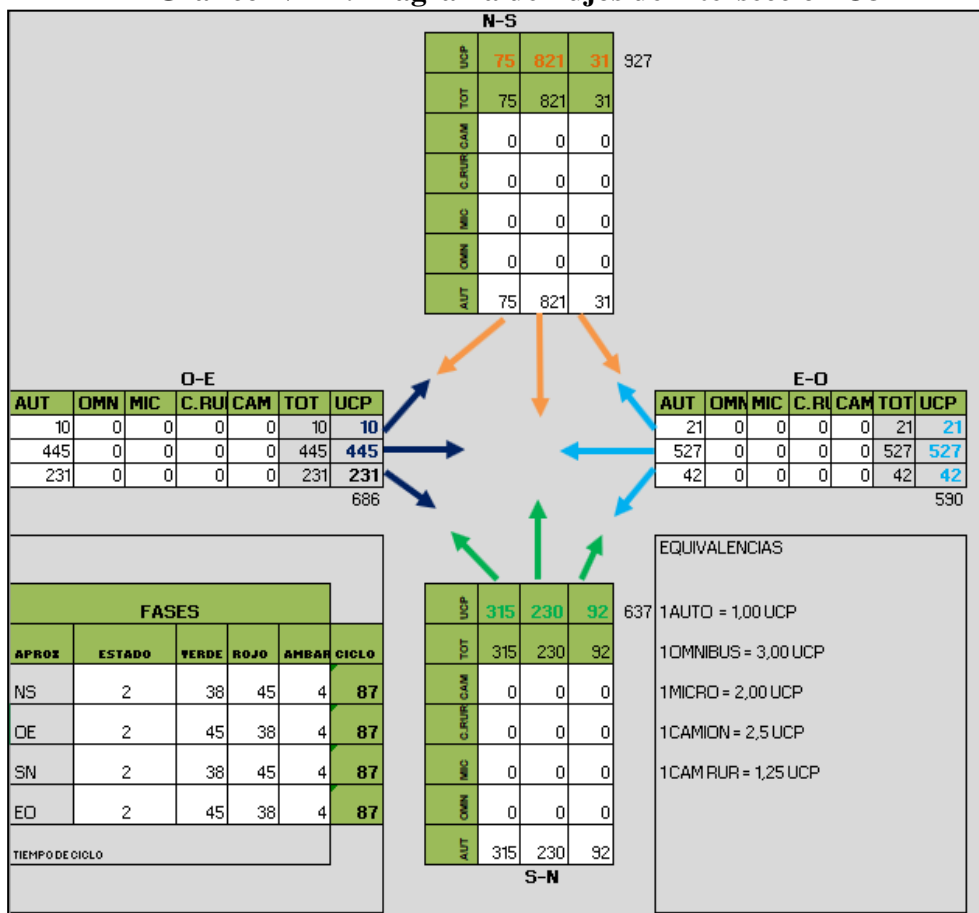 N-S
UCP 75 821 31 927
TOT 75 821 31
CAM 0 0 0
C.RUR 0 0 0
MIC 0 0 0
OMN 0 0 0
AUT 75 821 31
O-E
AUT OMN MIC C.RUI CAM TOT UCP
10 0 0 0 0 10 10
445 0 0 0 0 445 445
231 0 0 0 0 231 231
686
E-O
AUT OMN MIC C.RU CAM TOT UCP
21 0 0 0 0 21 21
527 0 0 0 0 527 527
42 0 0 0 0 42 42
590
FASES
APROX ESTADO VERDE ROJO AMBAR CICLO
NS 2 38 45 4 87
OE 2 45 38 4 87
SN 2 38 45 4 87
EO 2 45 38 4 87
TIEMPO DE CICLO
UCP 315 230 92 637
TOT 315 230 92
CAM 0 0 0
C.RUR 0 0 0
MIC 0 0 0
OMN 0 0 0
AUT 315 230 92
S-N
EQUIVALENCIAS
1 AUTO = 1,00 UCP
1 OMNIBUS = 3,00 UCP
1 MICRO = 2,00 UCP
1 CAMION = 2,5 UCP
1 CAM RUR = 1,25 UCP